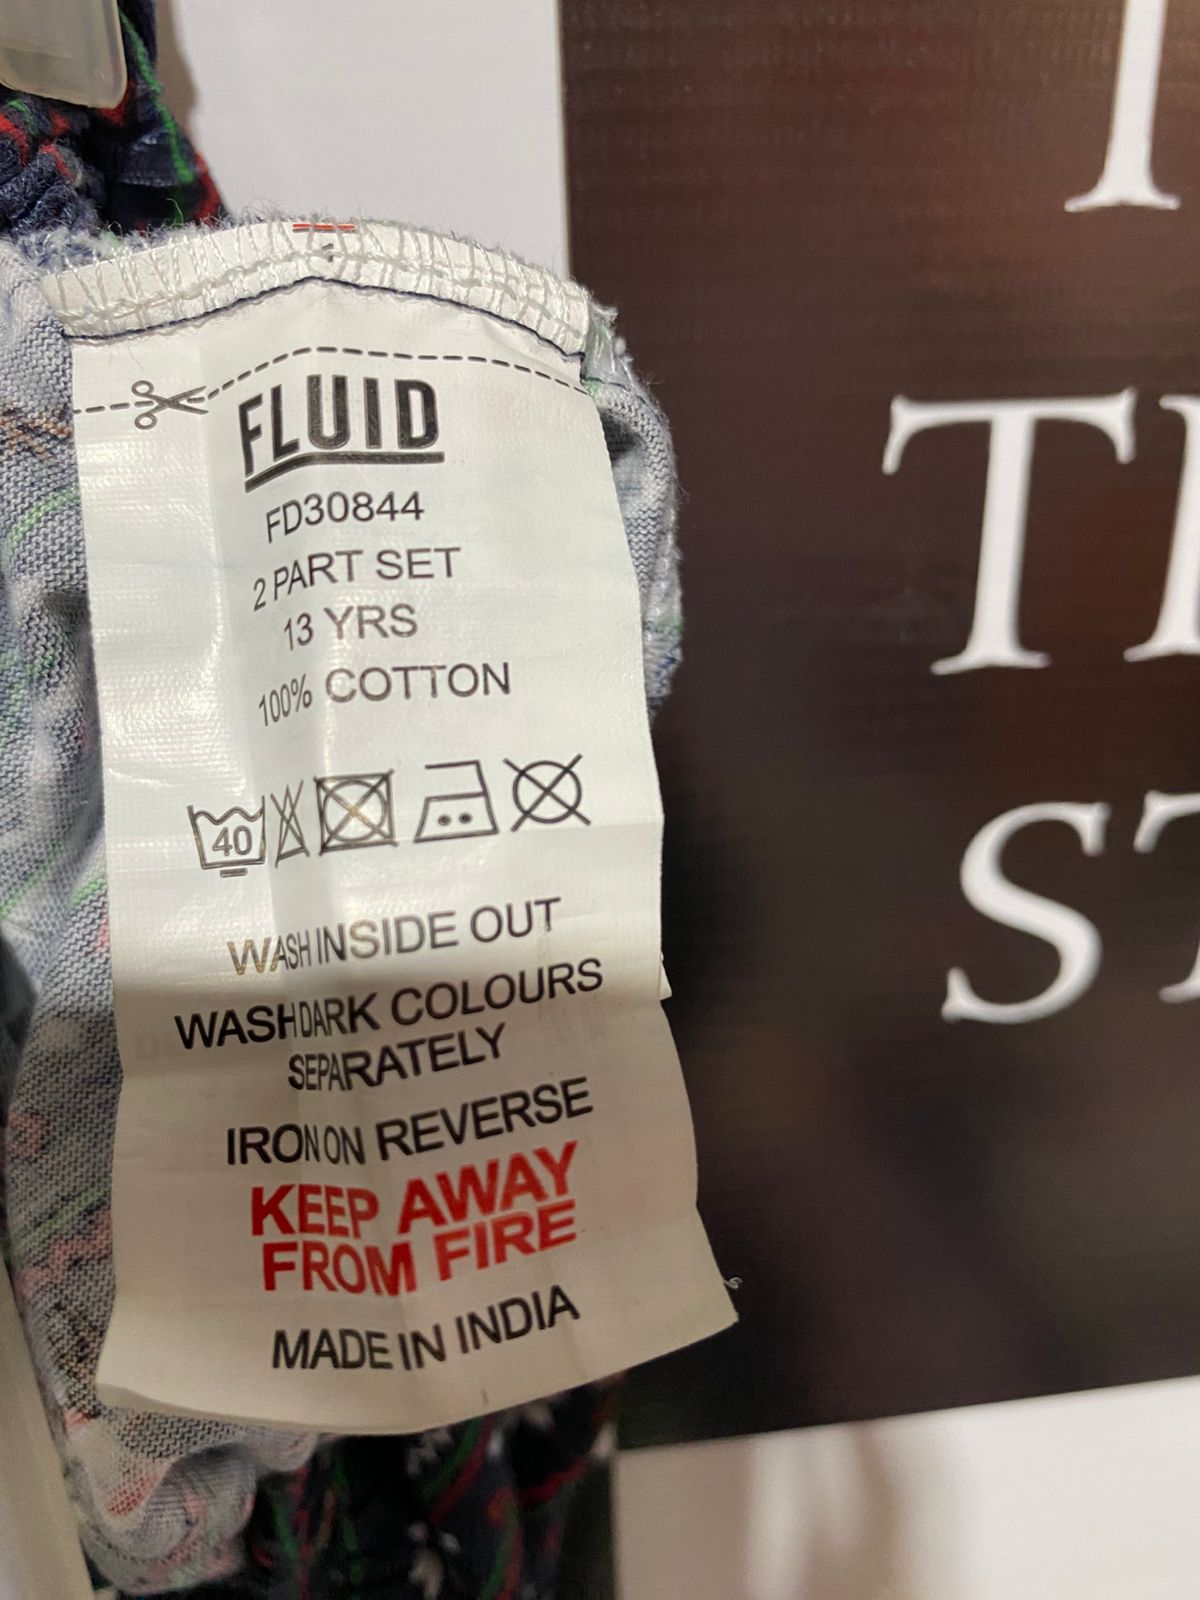 FLUID
FD30844
2 PART SET
13 YRS
100% COTTON
40
WASH INSIDE OUT
WASH DARK COLOURS
SEPARATELY
IRON ON REVERSE
KEEP AWAY
FROM FIRE
MADE IN INDIA